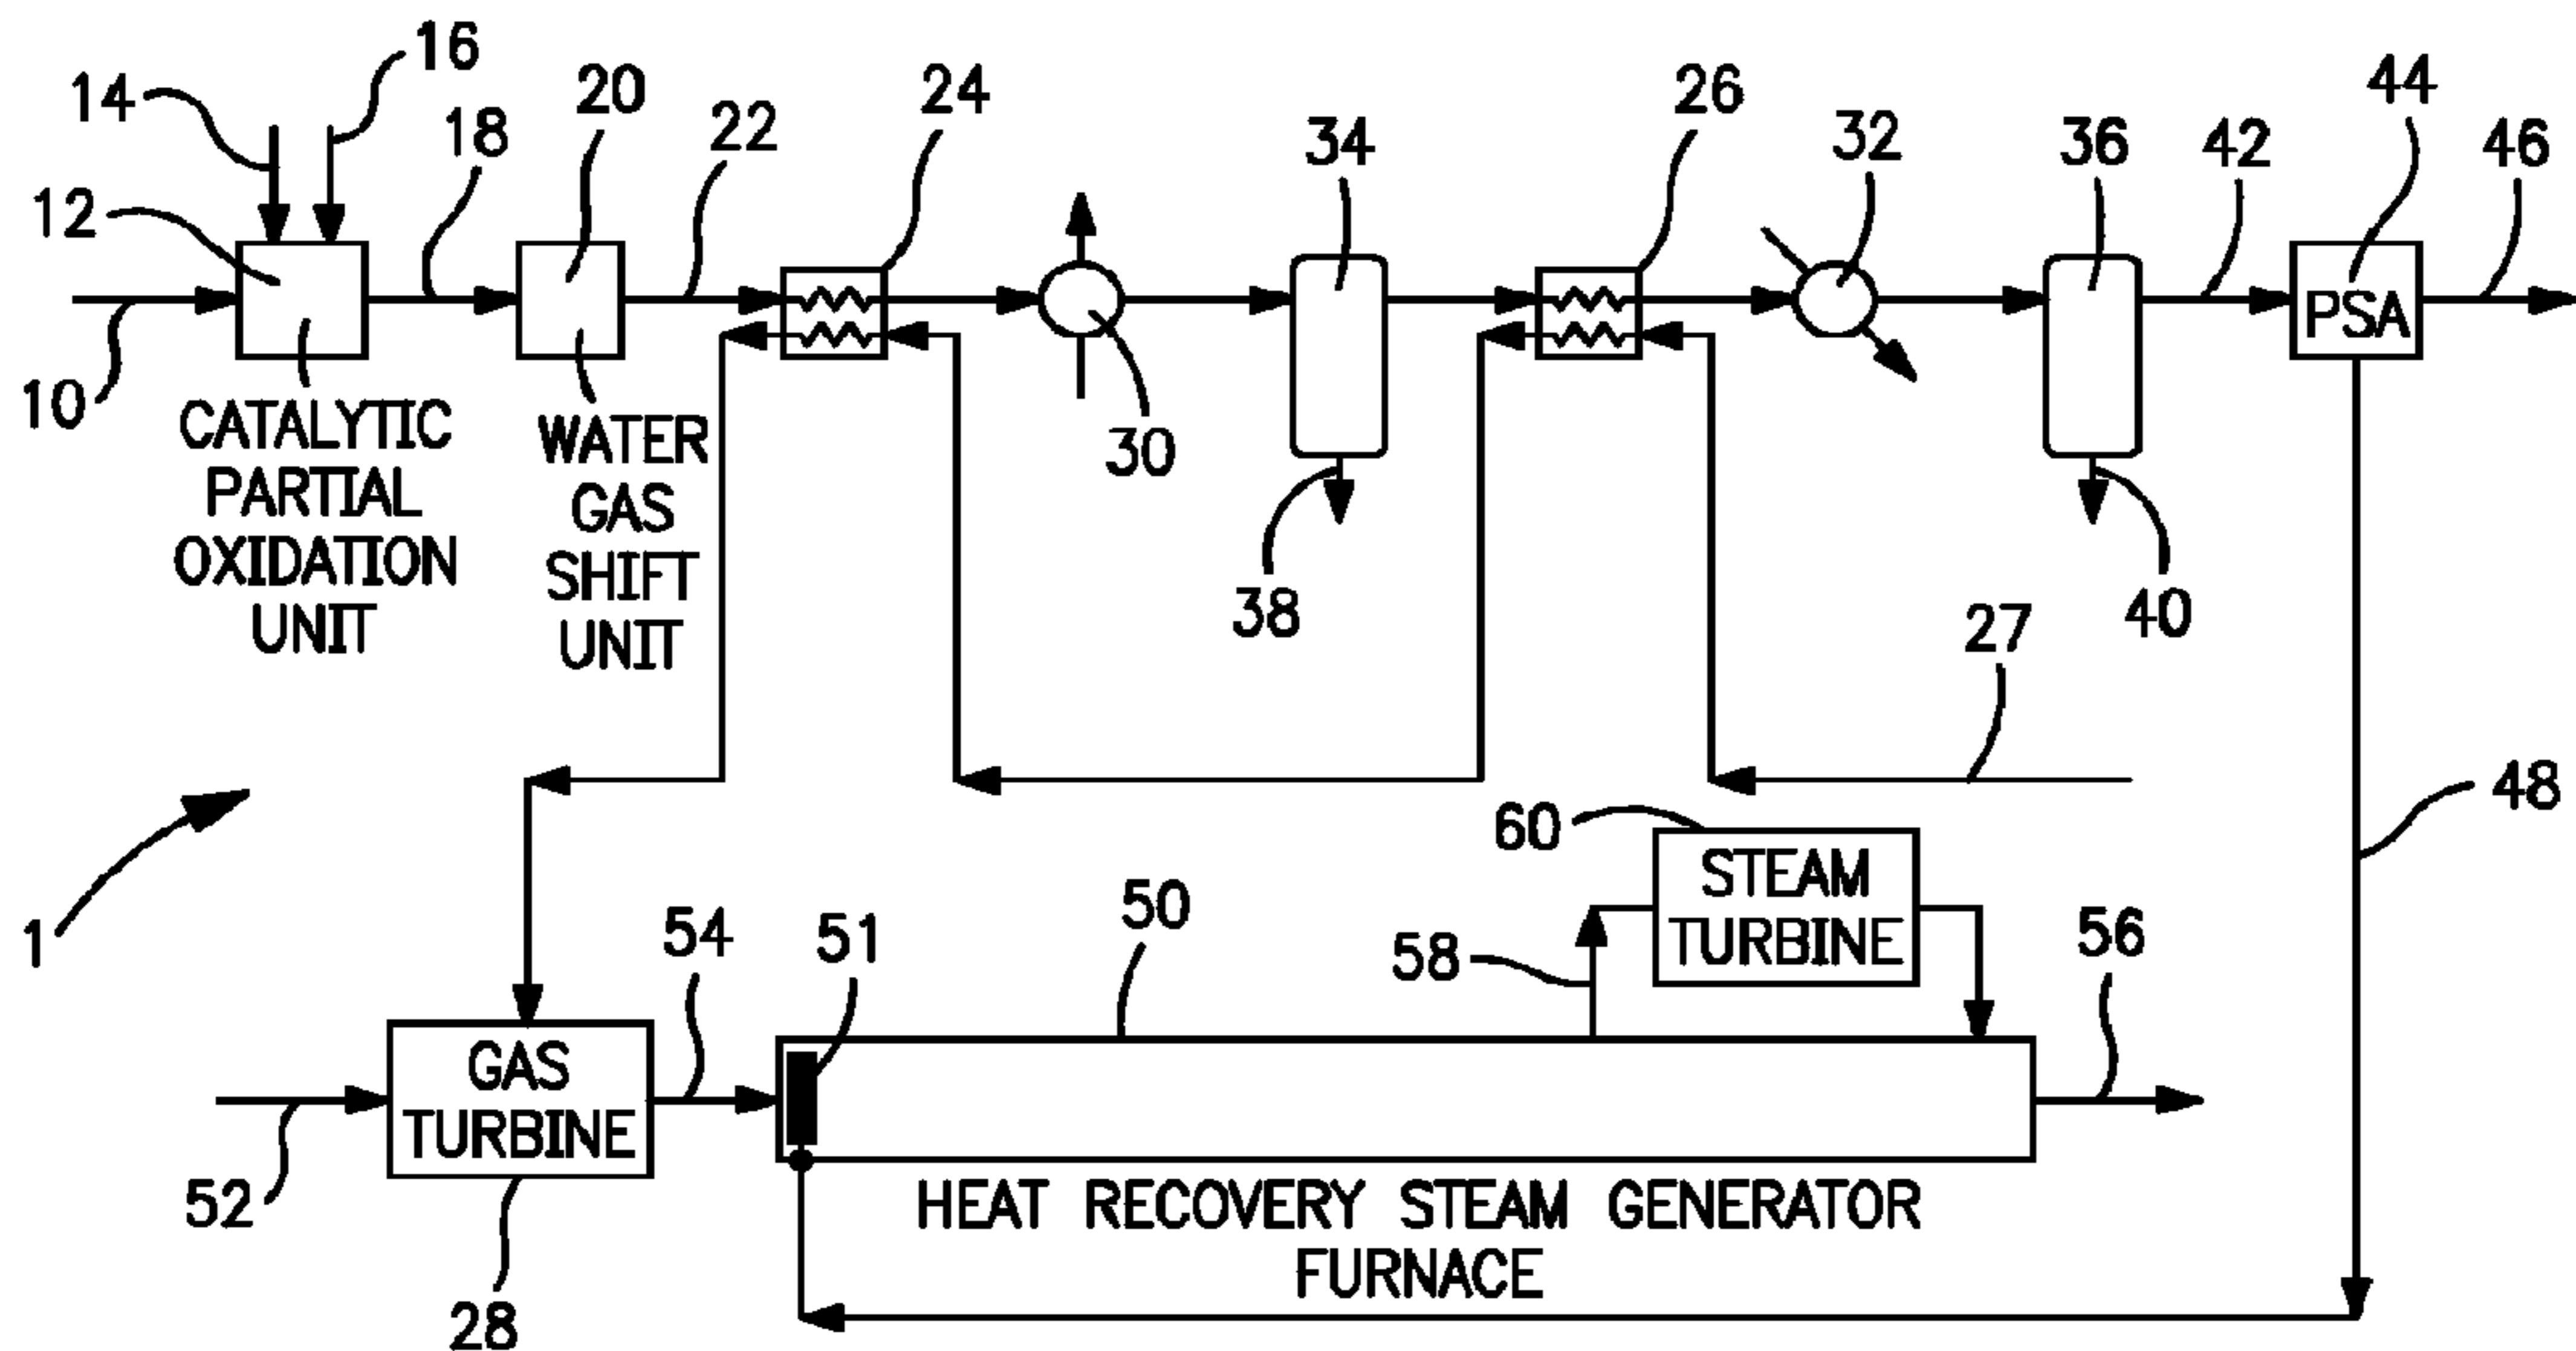 16
14
20
24
26
44
18
22
34
32
36
42
46
12
PSA
10
CATALYTIC
PARTIAL
OXIDATION
UNIT
WATER
GAS
SHIFT
UNIT
30
38
40
27
48
60
STEAM
TURBINE
1
54
51
50
58
56
GAS
TURBINE
52
28
HEAT RECOVERY STEAM GENERATOR
FURNACE